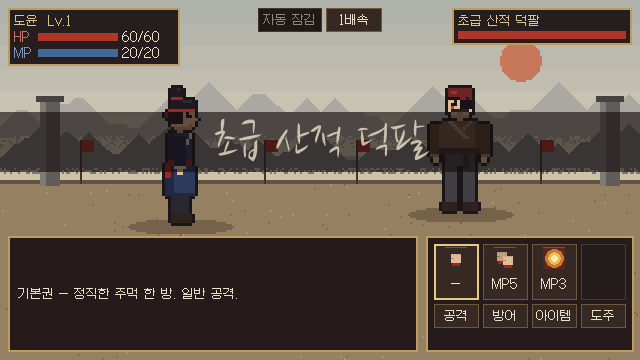 도윤 Lv.1
HP 60/60
MP 20/20
자동 잠김
1배속
초급 산적 덕팔
초급 산적 덕팔
기본권 — 정직한 주먹 한 방. 일반 공격.
— MP5 MP3
공격 방어 아이템 도주